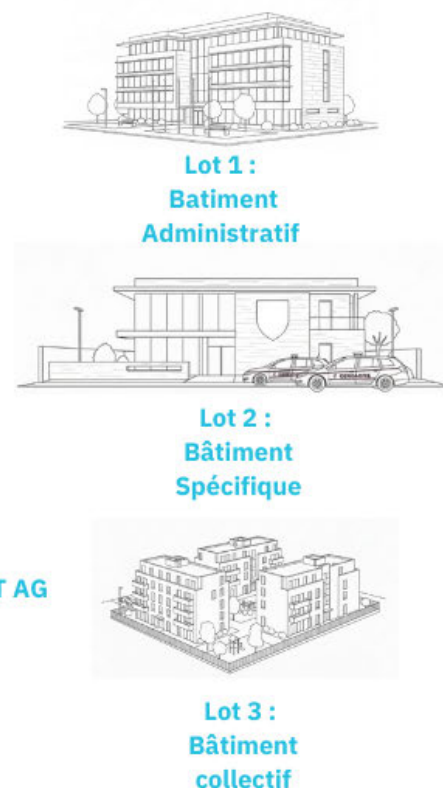 Lot 1 :
Batiment
Administratif
Lot 2 :
Bâtiment
Spécifique
T AG
Lot 3 :
Bâtiment
collectif